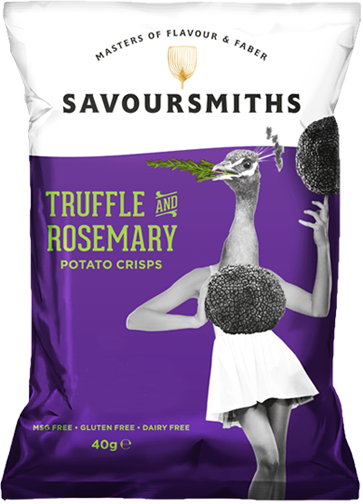 MASTERS OF FLAVOUR & FABER
SAVOURSMITHS
TRUFFLE AND
ROSEMARY
POTATO CRISPS
MSG FREE • GLUTEN FREE • DAIRY FREE
40g ℮